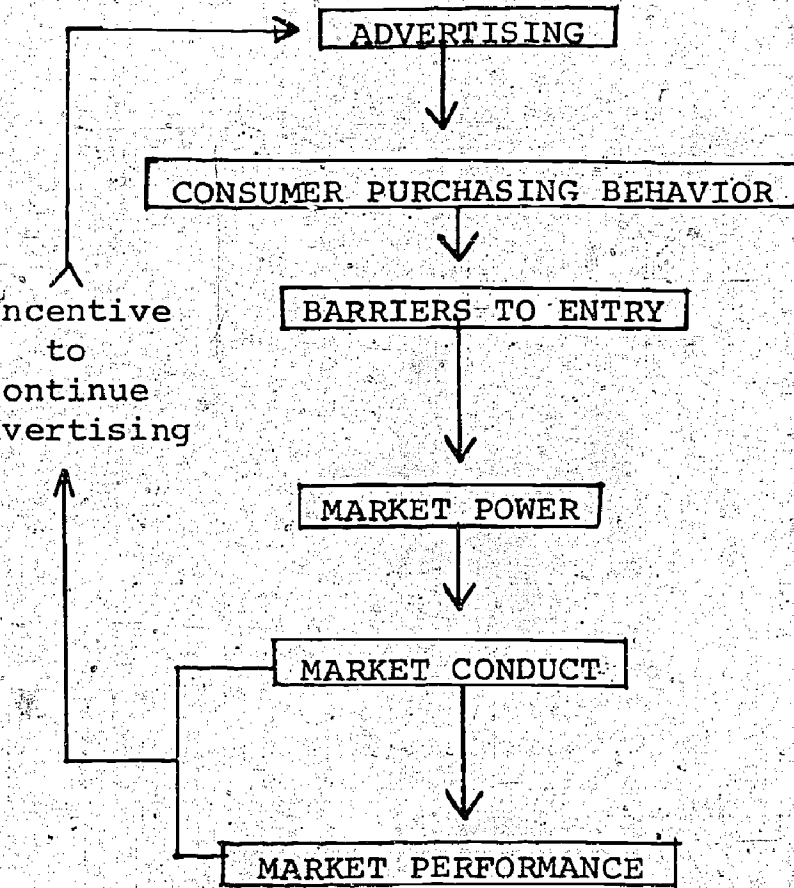 ADVERTISING
CONSUMER PURCHASING BEHAVIOR
BARRIERS TO ENTRY
ncentive
to
ontinue
vertising
MARKET POWER
MARKET CONDUCT
MARKET PERFORMANCE